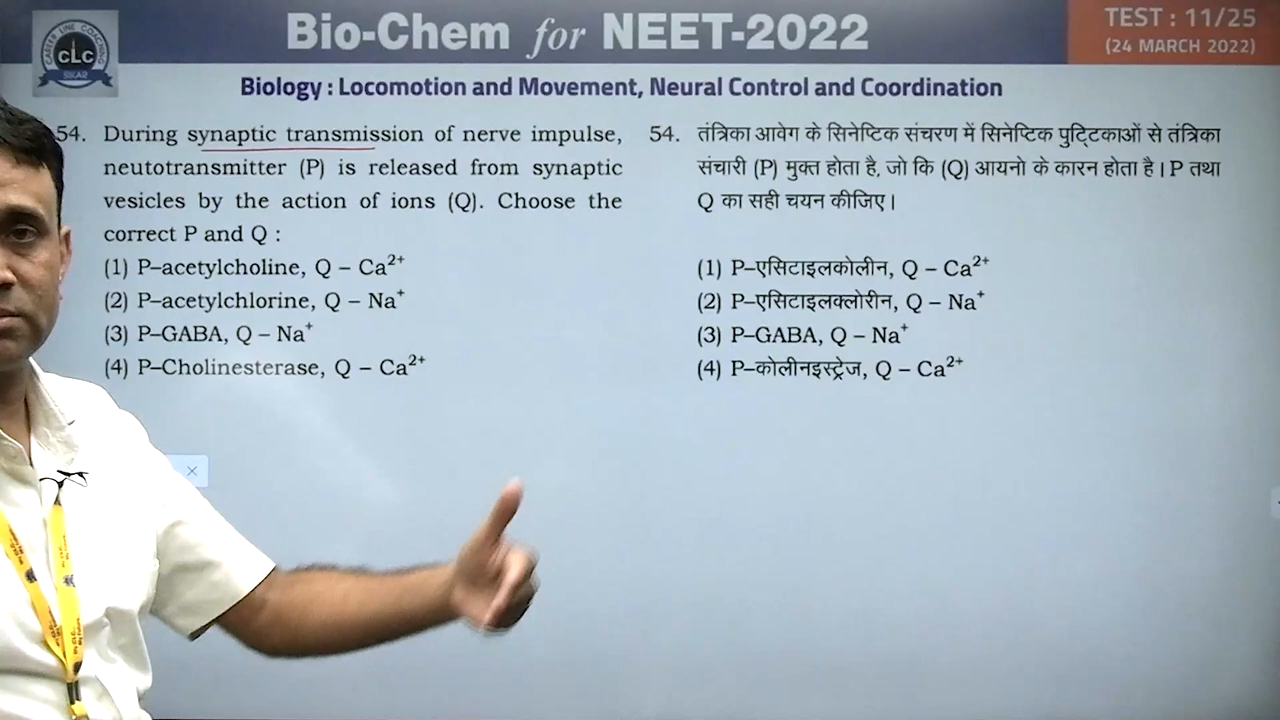 Bio-Chem for NEET-2022
TEST : 11/25
(24 MARCH 2022)
CAREER LINE COACHING
CLC
SIKAR
Biology : Locomotion and Movement, Neural Control and Coordination
54. During synaptic transmission of nerve impulse,
neutotransmitter (P) is released from synaptic
vesicles by the action of ions (Q). Choose the
correct P and Q :
(1) P–acetylcholine, Q – Ca²⁺
(2) P–acetylchlorine, Q – Na⁺
(3) P–GABA, Q – Na⁺
(4) P–Cholinesterase, Q – Ca²⁺
54. तंत्रिका आवेग के सिनेप्टिक संचरण में सिनेप्टिक पुट्टिकाओं से तंत्रिका
संचारी (P) मुक्त होता है, जो कि (Q) आयनो के कारन होता है। P तथा
Q का सही चयन कीजिए।
(1) P–एसिटाइलकोलीन, Q – Ca²⁺
(2) P–एसिटाइलक्लोरीन, Q – Na⁺
(3) P–GABA, Q – Na⁺
(4) P–कोलीनइस्ट्रेज, Q – Ca²⁺